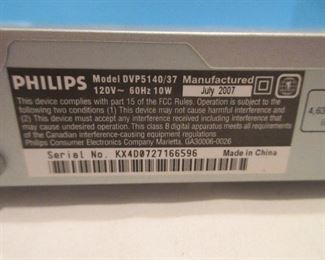 PHILIPS Model DVP5140/37 Manufactured
120V~ 60Hz 10W July 2007
This device complies with part 15 of the FCC Rules. Operation is subject to the
following two conditions (1) This device may not cause harmful interference
and (2) This device must accept any interference received, including interference
that may cause undesired operation. This class B digital apparatus meets all requirements
of the Canadian interference-causing equipment regulations.
Philips Consumer Electronics Company Marietta, GA30006-0026
Serial No. KX4D0727166596 Made in China
4,63